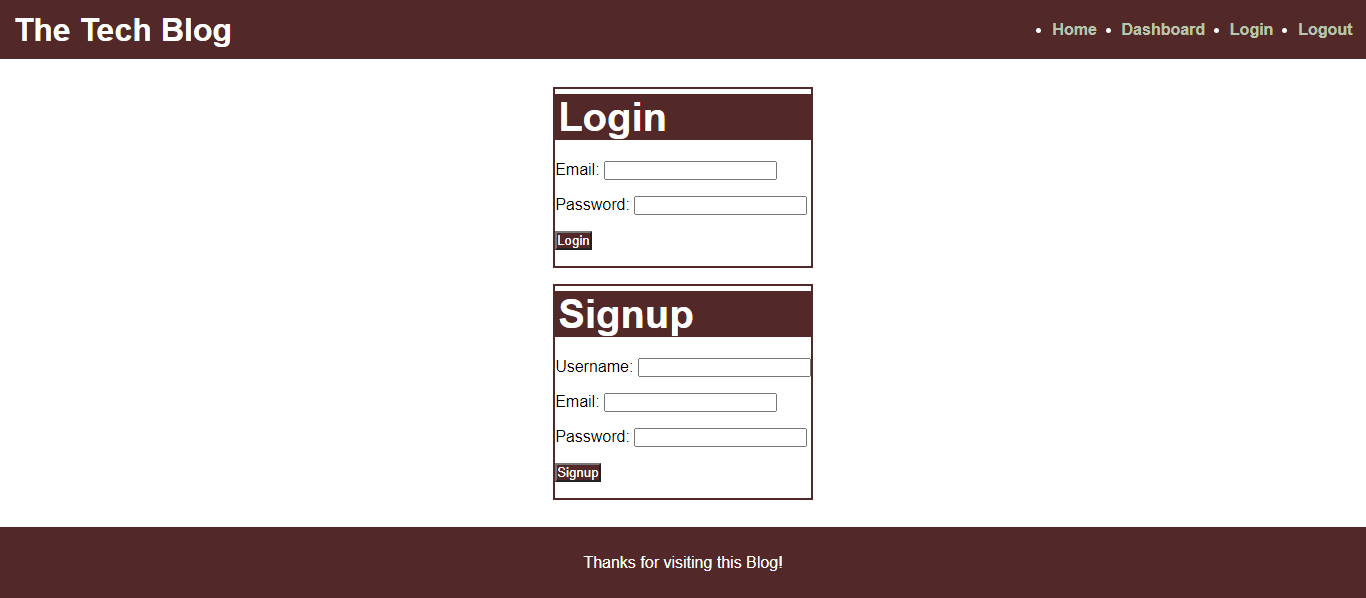 The Tech Blog
• Home • Dashboard • Login • Logout
Login
Email:
Password:
Login
Signup
Username:
Email:
Password:
Signup
Thanks for visiting this Blog!